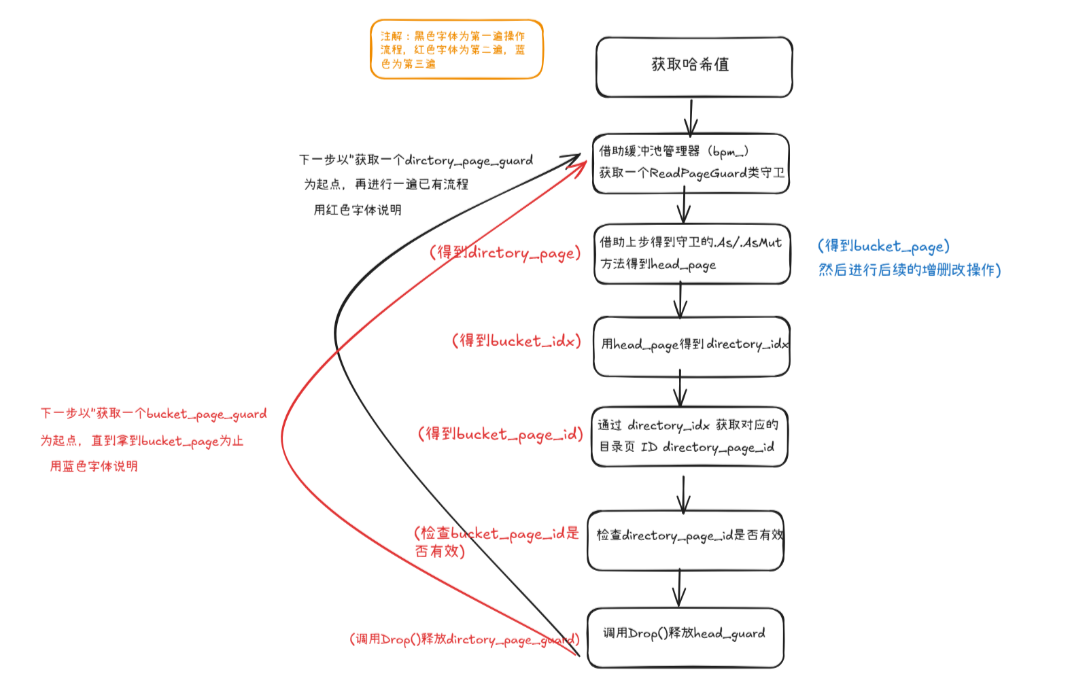 注解：黑色字体为第一遍操作
流程，红色字体为第二遍，蓝
色为第三遍
获取哈希值
借助缓冲池管理器（bpm_）
获取一个ReadPageGuard类守卫
下一步以"获取一个dirctory_page_guard
为起点，再进行一遍已有流程
用红色字体说明
(得到dirctory_page)
借助上步得到守卫的.As/.AsMut
方法得到head_page
(得到bucket_page)
然后进行后续的增删改操作)
(得到bucket_idx)
用head_page得到 directory_idx
下一步以"获取一个bucket_page_guard
为起点，直到拿到bucket_page为止
用蓝色字体说明
(得到bucket_page_id)
通过 directory_idx 获取对应的
目录页 ID directory_page_id
(检查bucket_page_id是
否有效)
检查directory_page_id是否有效
(调用Drop()释放dirctory_page_guard)
调用Drop()释放head_guard